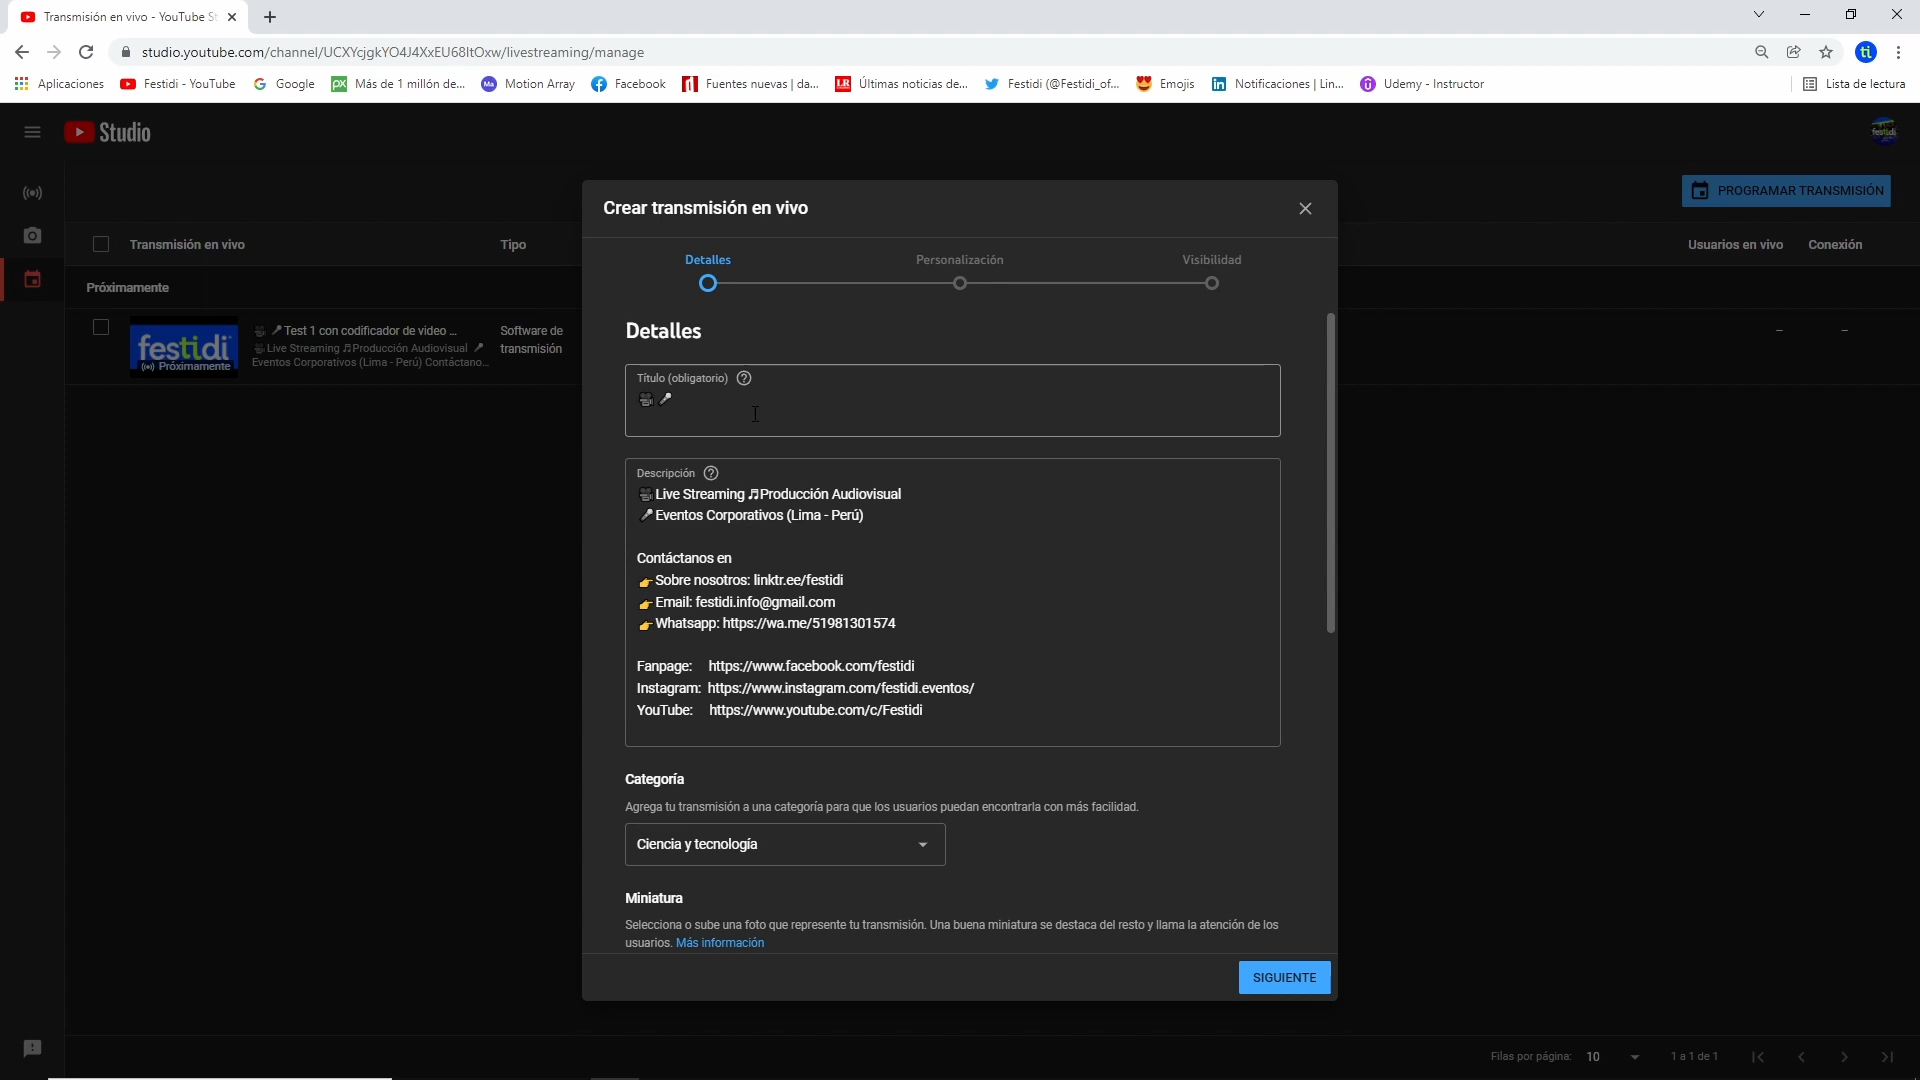 Transmisión en vivo - YouTube St
studio.youtube.com/channel/UCXYcjgkYO4J4XxEU68ItOxw/livestreaming/manage
ti
Aplicaciones
Festidi - YouTube
Google
Más de 1 millón de...
Motion Array
Facebook
Fuentes nuevas | da...
Últimas noticias de...
Festidi (@Festidi_of...
Emojis
Notificaciones | Lin...
Udemy - Instructor
Lista de lectura
Studio
festidi
PROGRAMAR TRANSMISIÓN
Transmisión en vivo
Tipo
Usuarios en vivo
Conexión
Próximamente
festidi
Próximamente
🎥🎤Test 1 con codificador de video ...
🎥Live Streaming 🎵Producción Audiovisual 🎤
Eventos Corporativos (Lima - Perú) Contáctano...
Software de
transmisión
–
–
Crear transmisión en vivo
Detalles
Personalización
Visibilidad
Detalles
Título (obligatorio)
🎥🎤
Descripción
🎥Live Streaming 🎵Producción Audiovisual
🎤Eventos Corporativos (Lima - Perú)
Contáctanos en
👉Sobre nosotros: linktr.ee/festidi
👉Email: festidi.info@gmail.com
👉Whatsapp: https://wa.me/51981301574
Fanpage: https://www.facebook.com/festidi
Instagram: https://www.instagram.com/festidi.eventos/
YouTube: https://www.youtube.com/c/Festidi
Categoría
Agrega tu transmisión a una categoría para que los usuarios puedan encontrarla con más facilidad.
Ciencia y tecnología
Miniatura
Selecciona o sube una foto que represente tu transmisión. Una buena miniatura se destaca del resto y llama la atención de los
usuarios. Más información
SIGUIENTE
Filas por página: 10
1 a 1 de 1